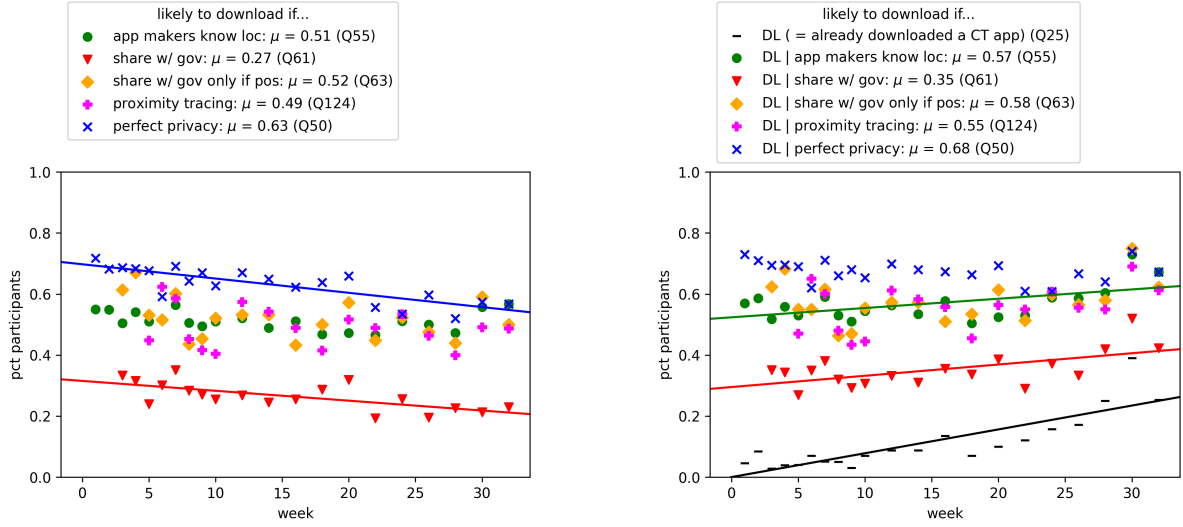 likely to download if...
app makers know loc: μ = 0.51 (Q55)
share w/ gov: μ = 0.27 (Q61)
share w/ gov only if pos: μ = 0.52 (Q63)
proximity tracing: μ = 0.49 (Q124)
perfect privacy: μ = 0.63 (Q50)
1.0
0.8
0.6
0.4
0.2
0.0
pct participants
0 5 10 15 20 25 30
week
likely to download if...
DL ( = already downloaded a CT app) (Q25)
DL | app makers know loc: μ = 0.57 (Q55)
DL | share w/ gov: μ = 0.35 (Q61)
DL | share w/ gov only if pos: μ = 0.58 (Q63)
DL | proximity tracing: μ = 0.55 (Q124)
DL | perfect privacy: μ = 0.68 (Q50)
1.0
0.8
0.6
0.4
0.2
0.0
pct participants
0 5 10 15 20 25 30
week